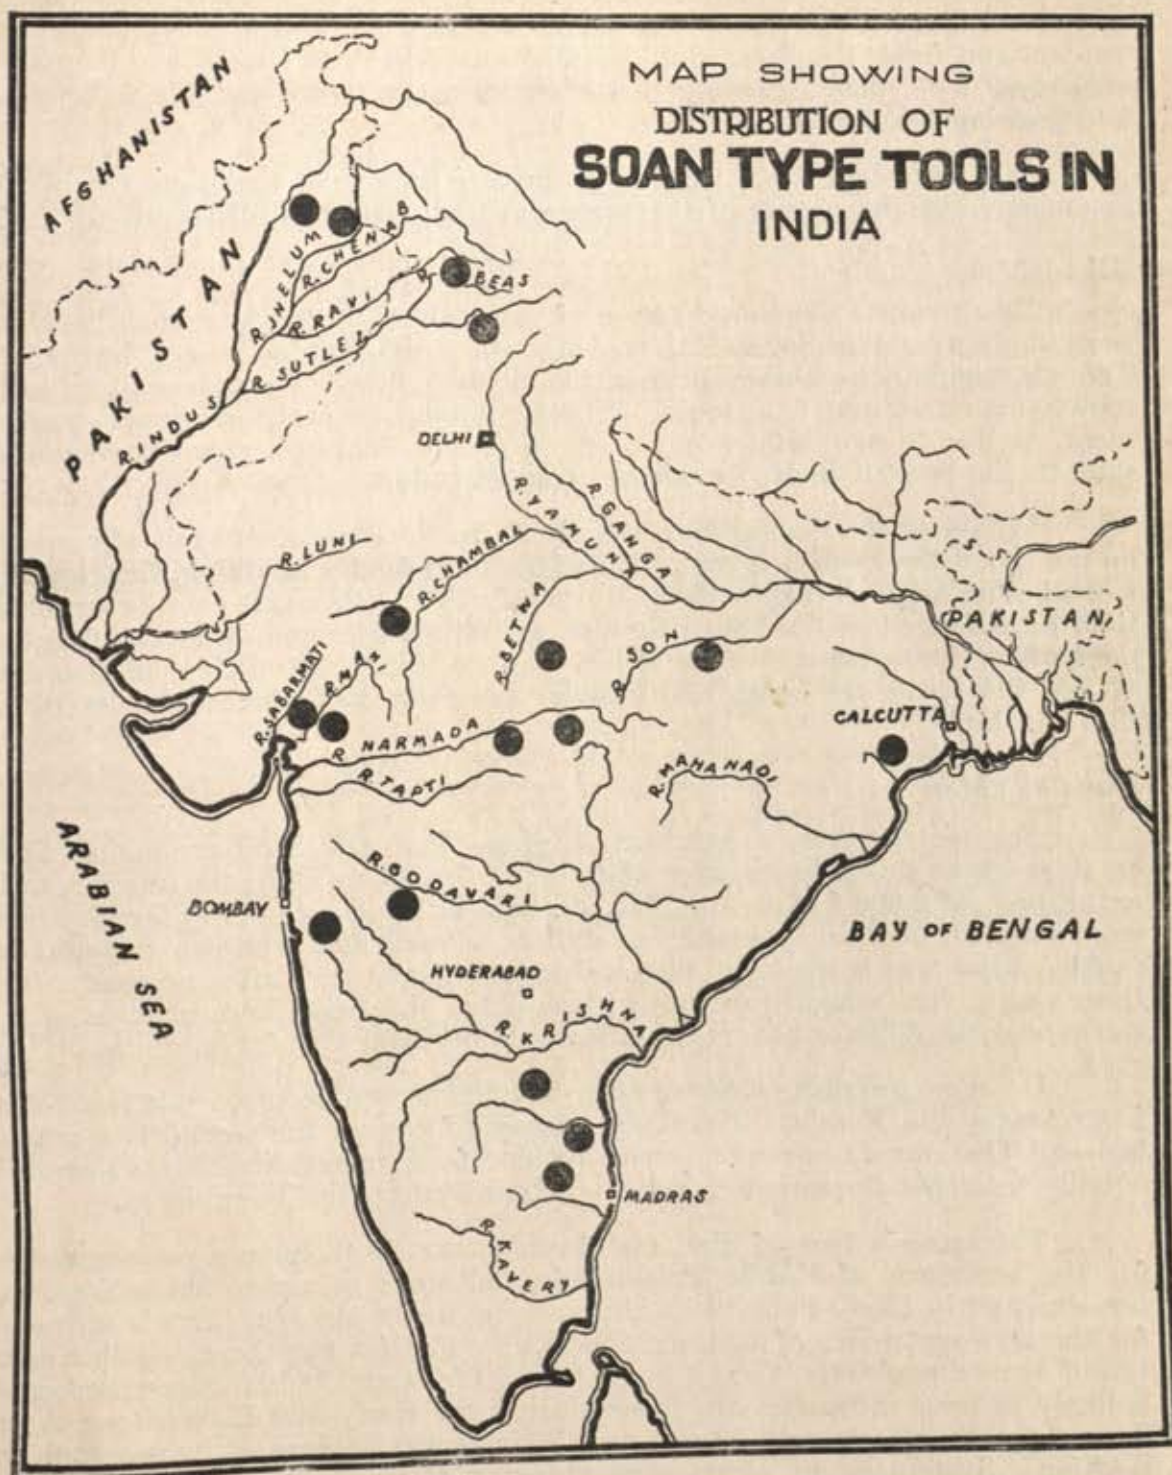 MAP SHOWING
DISTRIBUTION OF
SOAN TYPE TOOLS IN
INDIA
AFGHANISTAN
PAKISTAN
R. JHELUM
R. CHENAB
R. RAVI
R. BEAS
R. SUTLEJ
R. INDUS
DELHI
R. YAMUNA
R. GANGA
R. LUNI
R. CHAMBAL
R. BETWA
R SON
PAKISTAN
R. SABARMATI
R MAHI
R NARMADA
R. TAPTI
CALCUTTA
R. MAHANADI
ARABIAN SEA
R. GODAVARI
BOMBAY
BAY OF BENGAL
HYDERABAD
R. KRISHNA
MADRAS
R. KAVERY